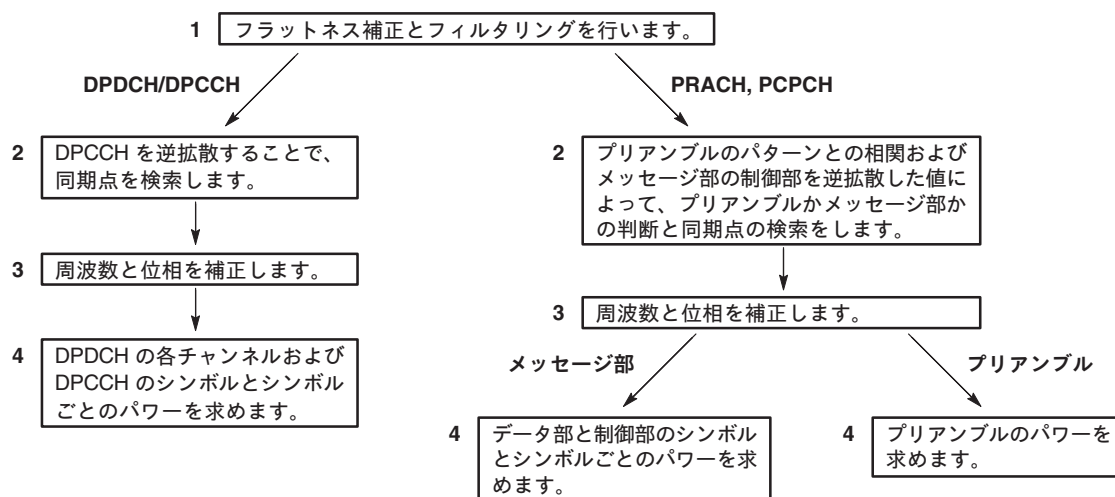 1 フラットネス補正とフィルタリングを行います。
DPDCH/DPCCH
PRACH, PCPCH
2 DPCCH を逆拡散することで、
同期点を検索します。
3 周波数と位相を補正します。
4 DPDCH の各チャンネルおよび
DPCCH のシンボルとシンボル
ごとのパワーを求めます。
2 プリアンブルのパターンとの相関および
メッセージ部の制御部を逆拡散した値に
よって、プリアンブルかメッセージ部か
の判断と同期点の検索をします。
3 周波数と位相を補正します。
メッセージ部
プリアンブル
4 データ部と制御部のシンボル
とシンボルごとのパワーを求
めます。
4 プリアンブルのパワーを
求めます。